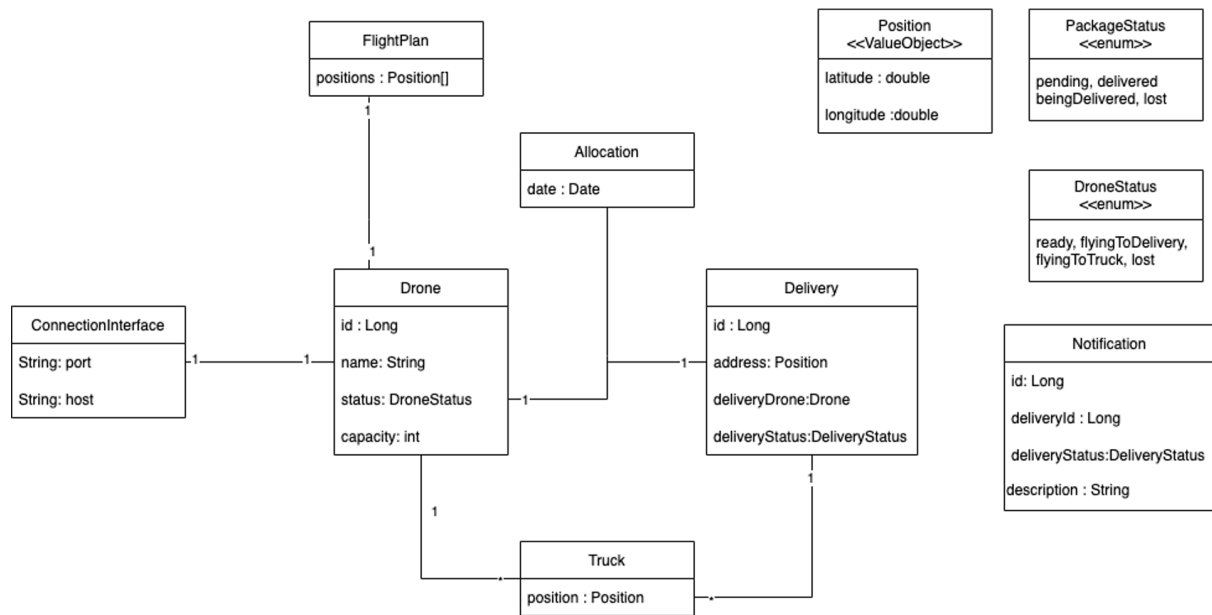 FlightPlan
positions : Position[]
1
1
Position
<<ValueObject>>
latitude : double
longitude :double
PackageStatus
<<enum>>
pending, delivered
beingDelivered, lost
Allocation
date : Date
DroneStatus
<<enum>>
ready, flyingToDelivery,
flyingToTruck, lost
ConnectionInterface
String: port
String: host
1
1
Drone
id : Long
name: String
status: DroneStatus
capacity: int
1
1
Delivery
id : Long
address: Position
deliveryDrone:Drone
deliveryStatus:DeliveryStatus
Notification
id: Long
deliveryId : Long
deliveryStatus:DeliveryStatus
description : String
1
*
1
*
Truck
position : Position